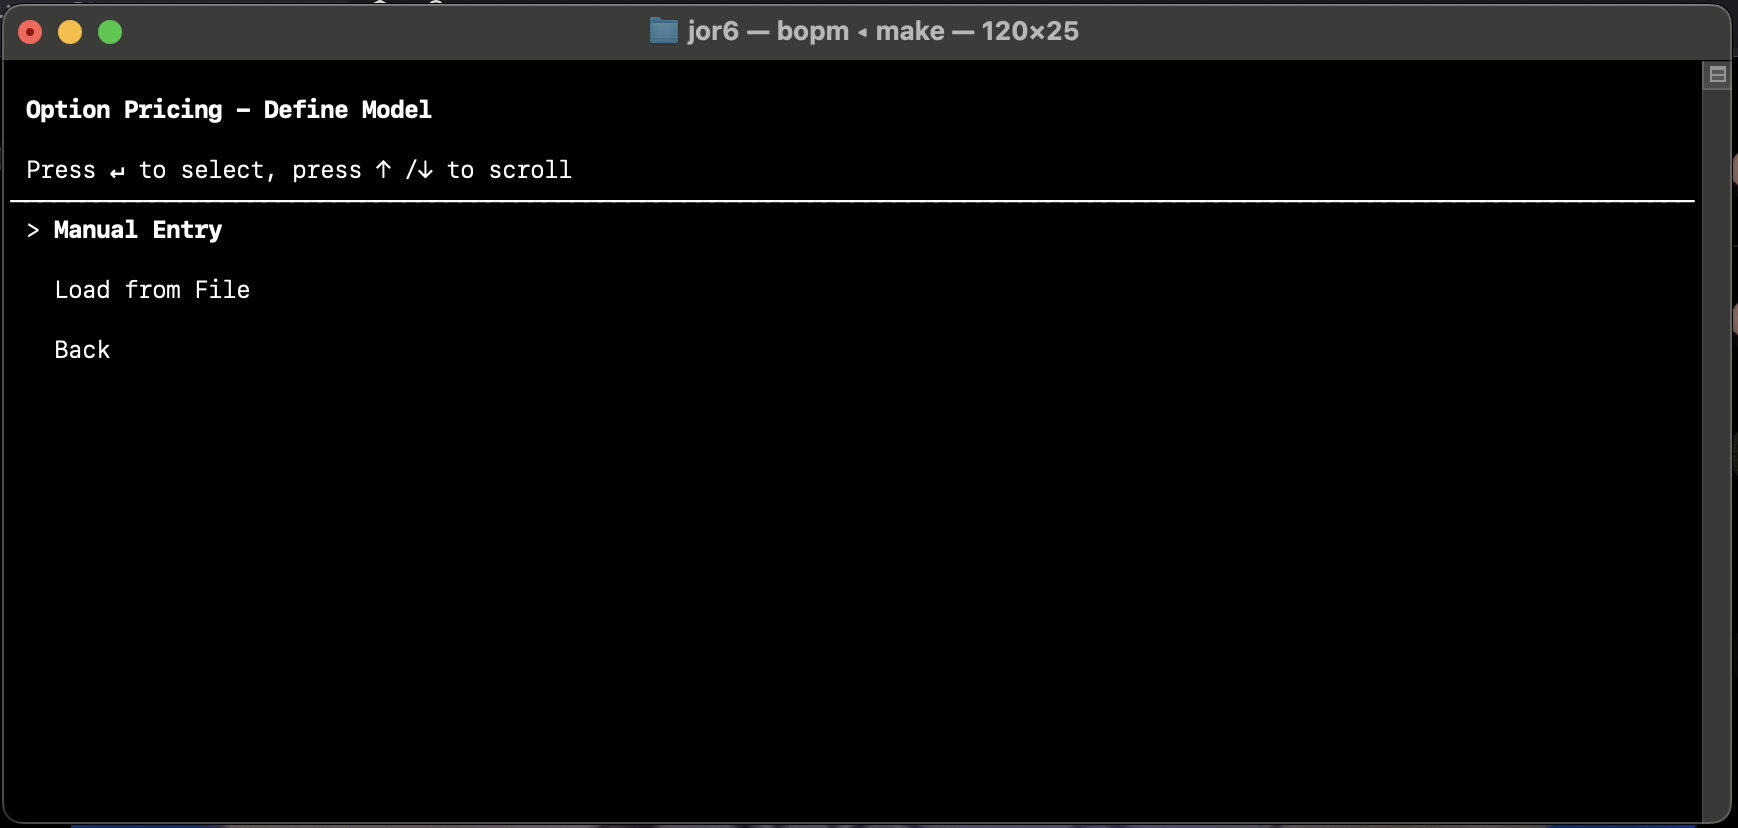 jor6 — bopm ◂ make — 120×25
Option Pricing – Define Model
Press ↵ to select, press ↑ /↓ to scroll
> Manual Entry
Load from File
Back